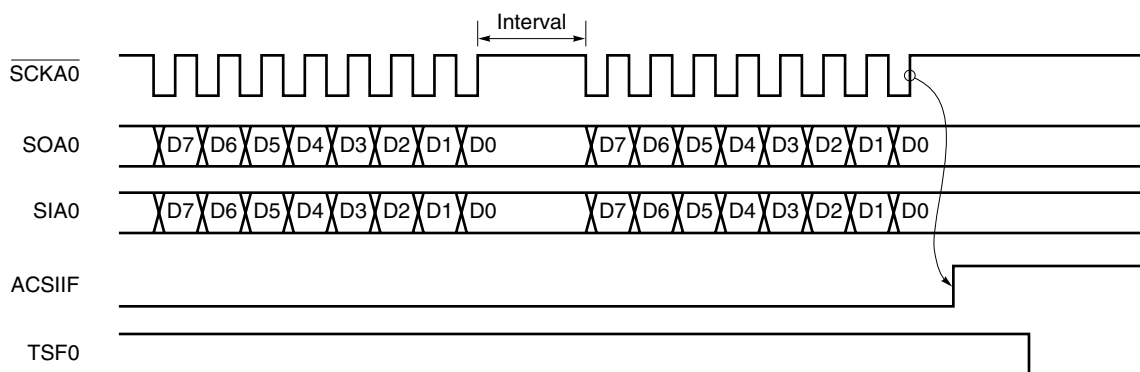 Interval
SCKA0
SOA0 D7 D6 D5 D4 D3 D2 D1 D0 D7 D6 D5 D4 D3 D2 D1 D0
SIA0 D7 D6 D5 D4 D3 D2 D1 D0 D7 D6 D5 D4 D3 D2 D1 D0
ACSIIF
TSF0